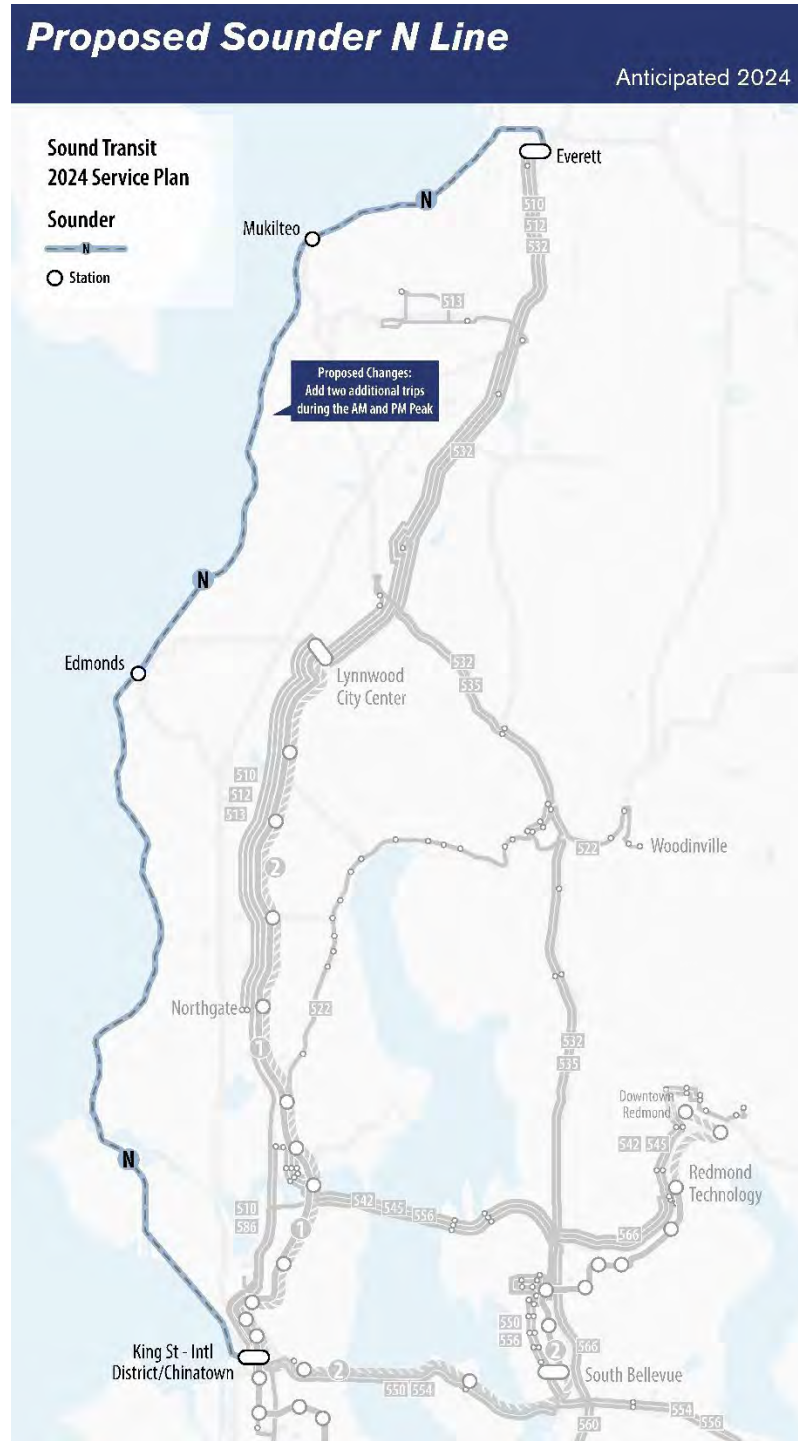 Proposed Sounder N Line
Anticipated 2024
Sound Transit
2024 Service Plan
Sounder
N
Station
Everett
N
510
512
532
Mukilteo
513
Proposed Changes:
Add two additional trips
during the AM and PM Peak
532
N
Edmonds
Lynnwood
City Center
532
535
510
512
513
2
522
Woodinville
Northgate
522
1
532
535
Downtown
Redmond
542 545
N
Redmond
Technology
542 545 556
510
586
1
566
550
556
2
566
King St - Intl
District/Chinatown
2
550 554
South Bellevue
554
556
560